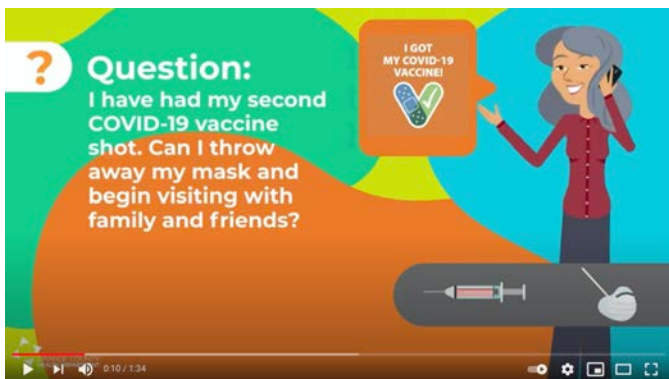 ?
Question:
I have had my second
COVID-19 vaccine
shot. Can I throw
away my mask and
begin visiting with
family and friends?
I GOT
MY COVID-19
VACCINE!
0:10 / 1:34